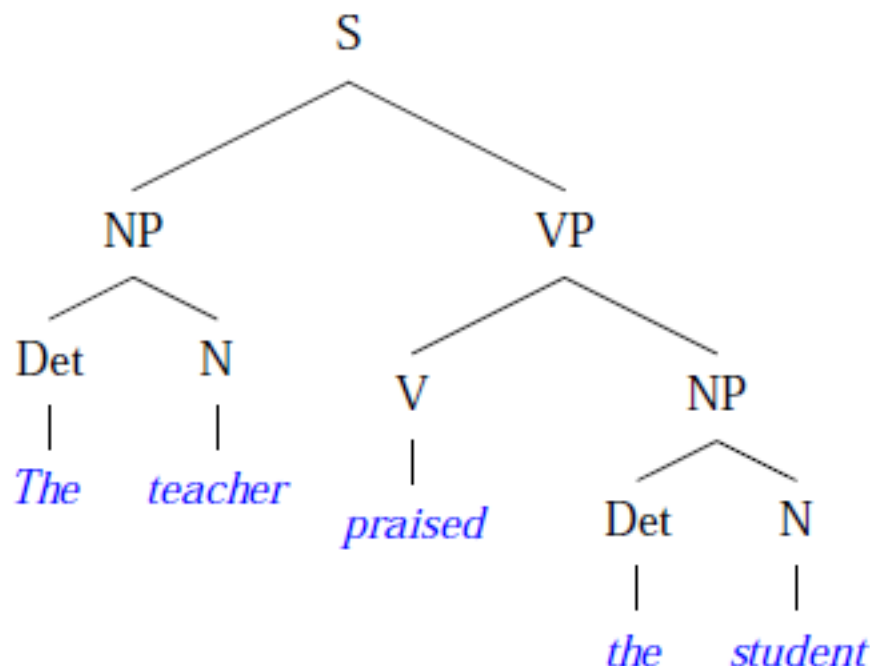 S
NP VP
Det N V NP
The teacher praised Det N
the student